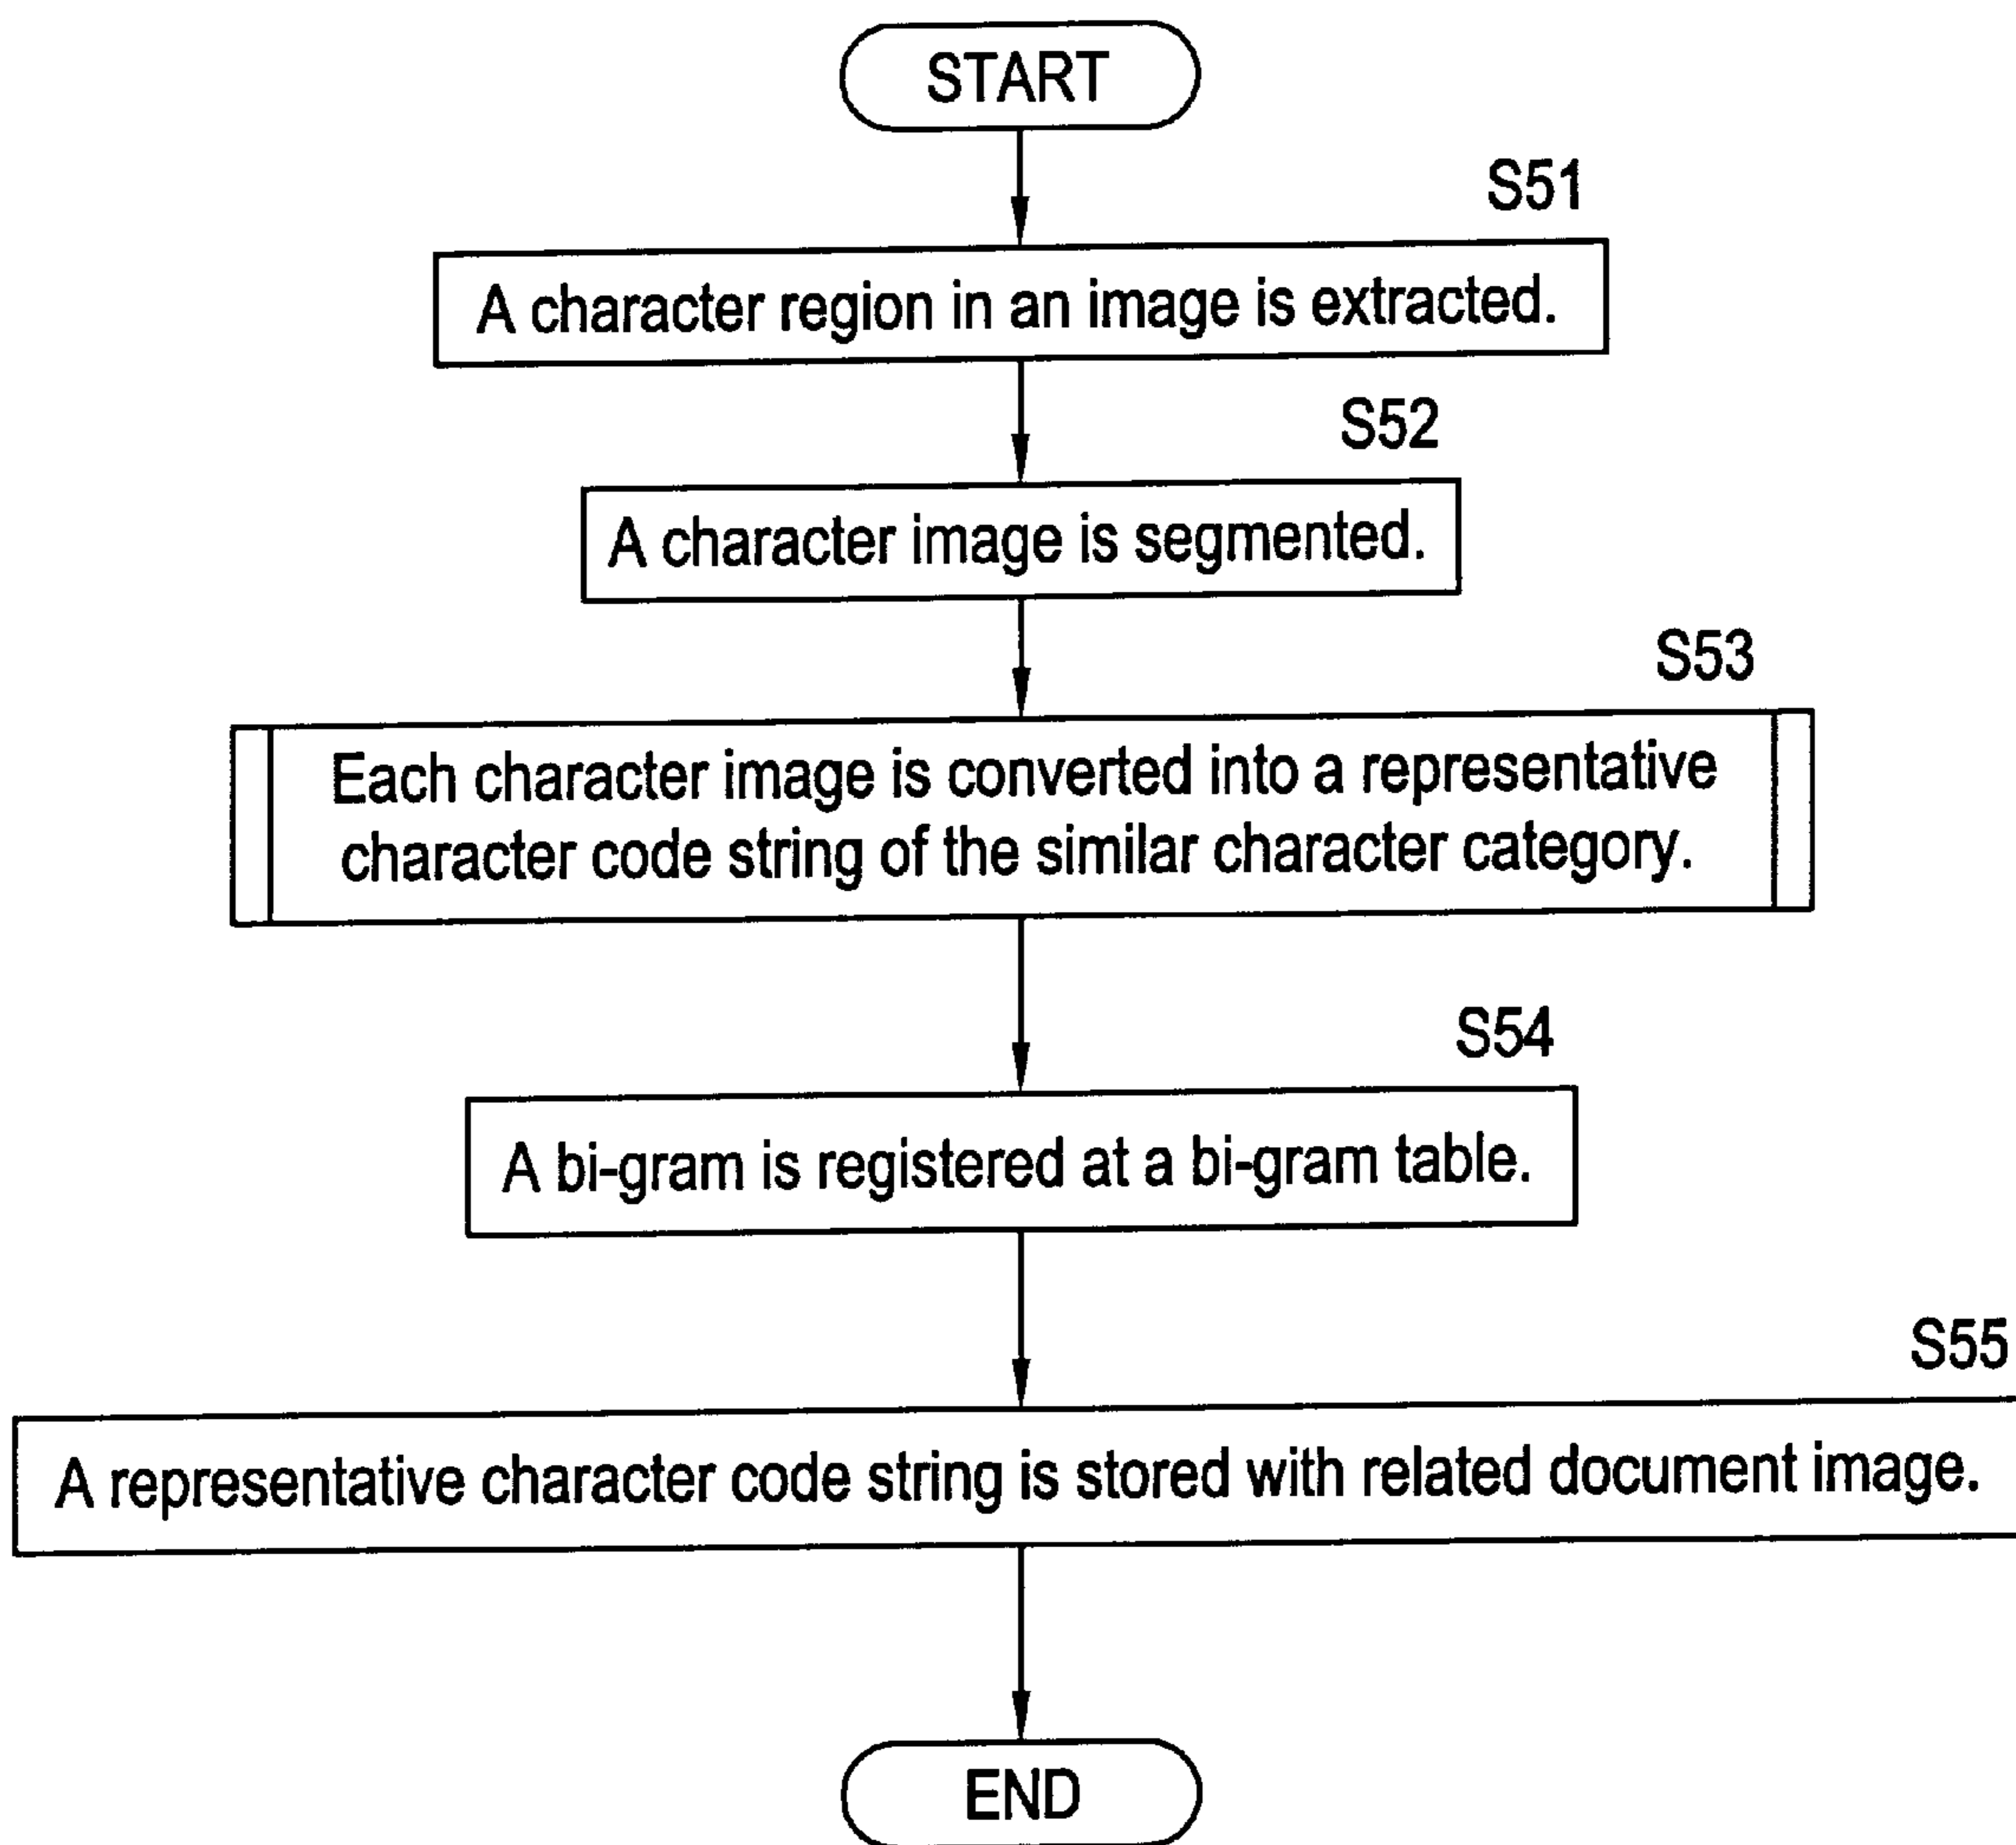 START
S51
A character region in an image is extracted.
S52
A character image is segmented.
S53
Each character image is converted into a representative
character code string of the similar character category.
S54
A bi-gram is registered at a bi-gram table.
S55
A representative character code string is stored with related document image.
END